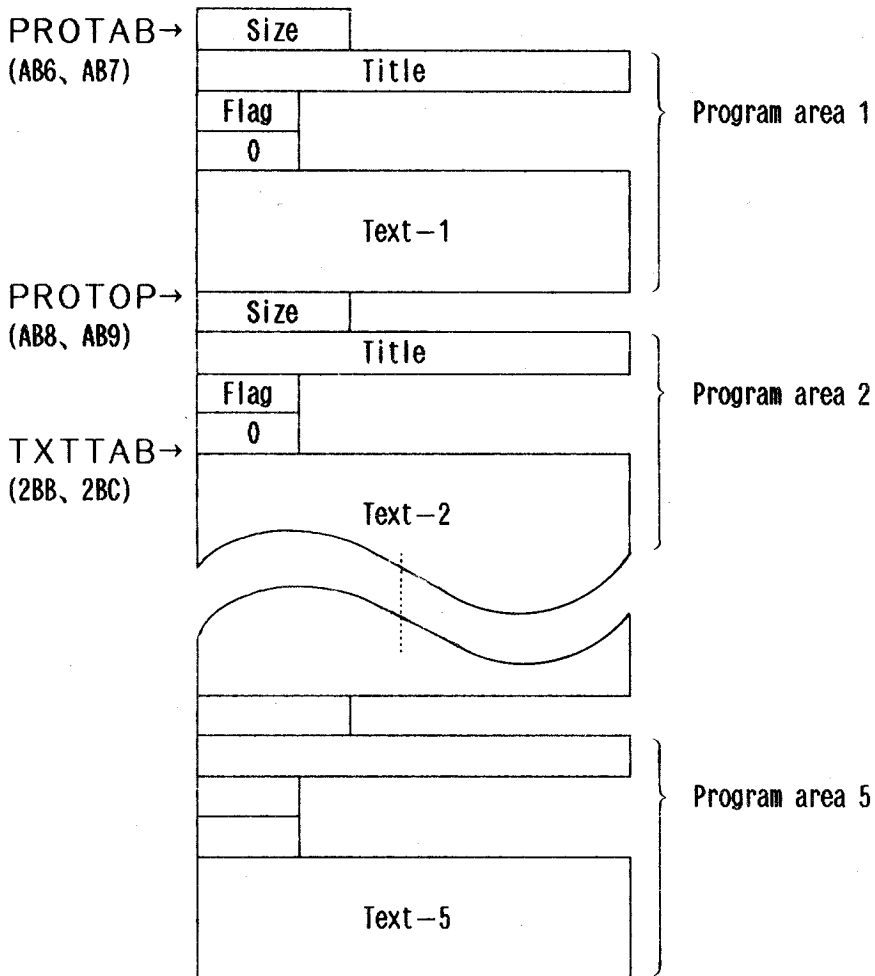 PROTAB→ Size
(AB6、AB7) Title
Flag
Program area 1
0
Text−1
PROTOP→ Size
(AB8、AB9) Title
Flag
Program area 2
0
TXTTAB→
(2BB、2BC)
Text−2
Program area 5
Text−5